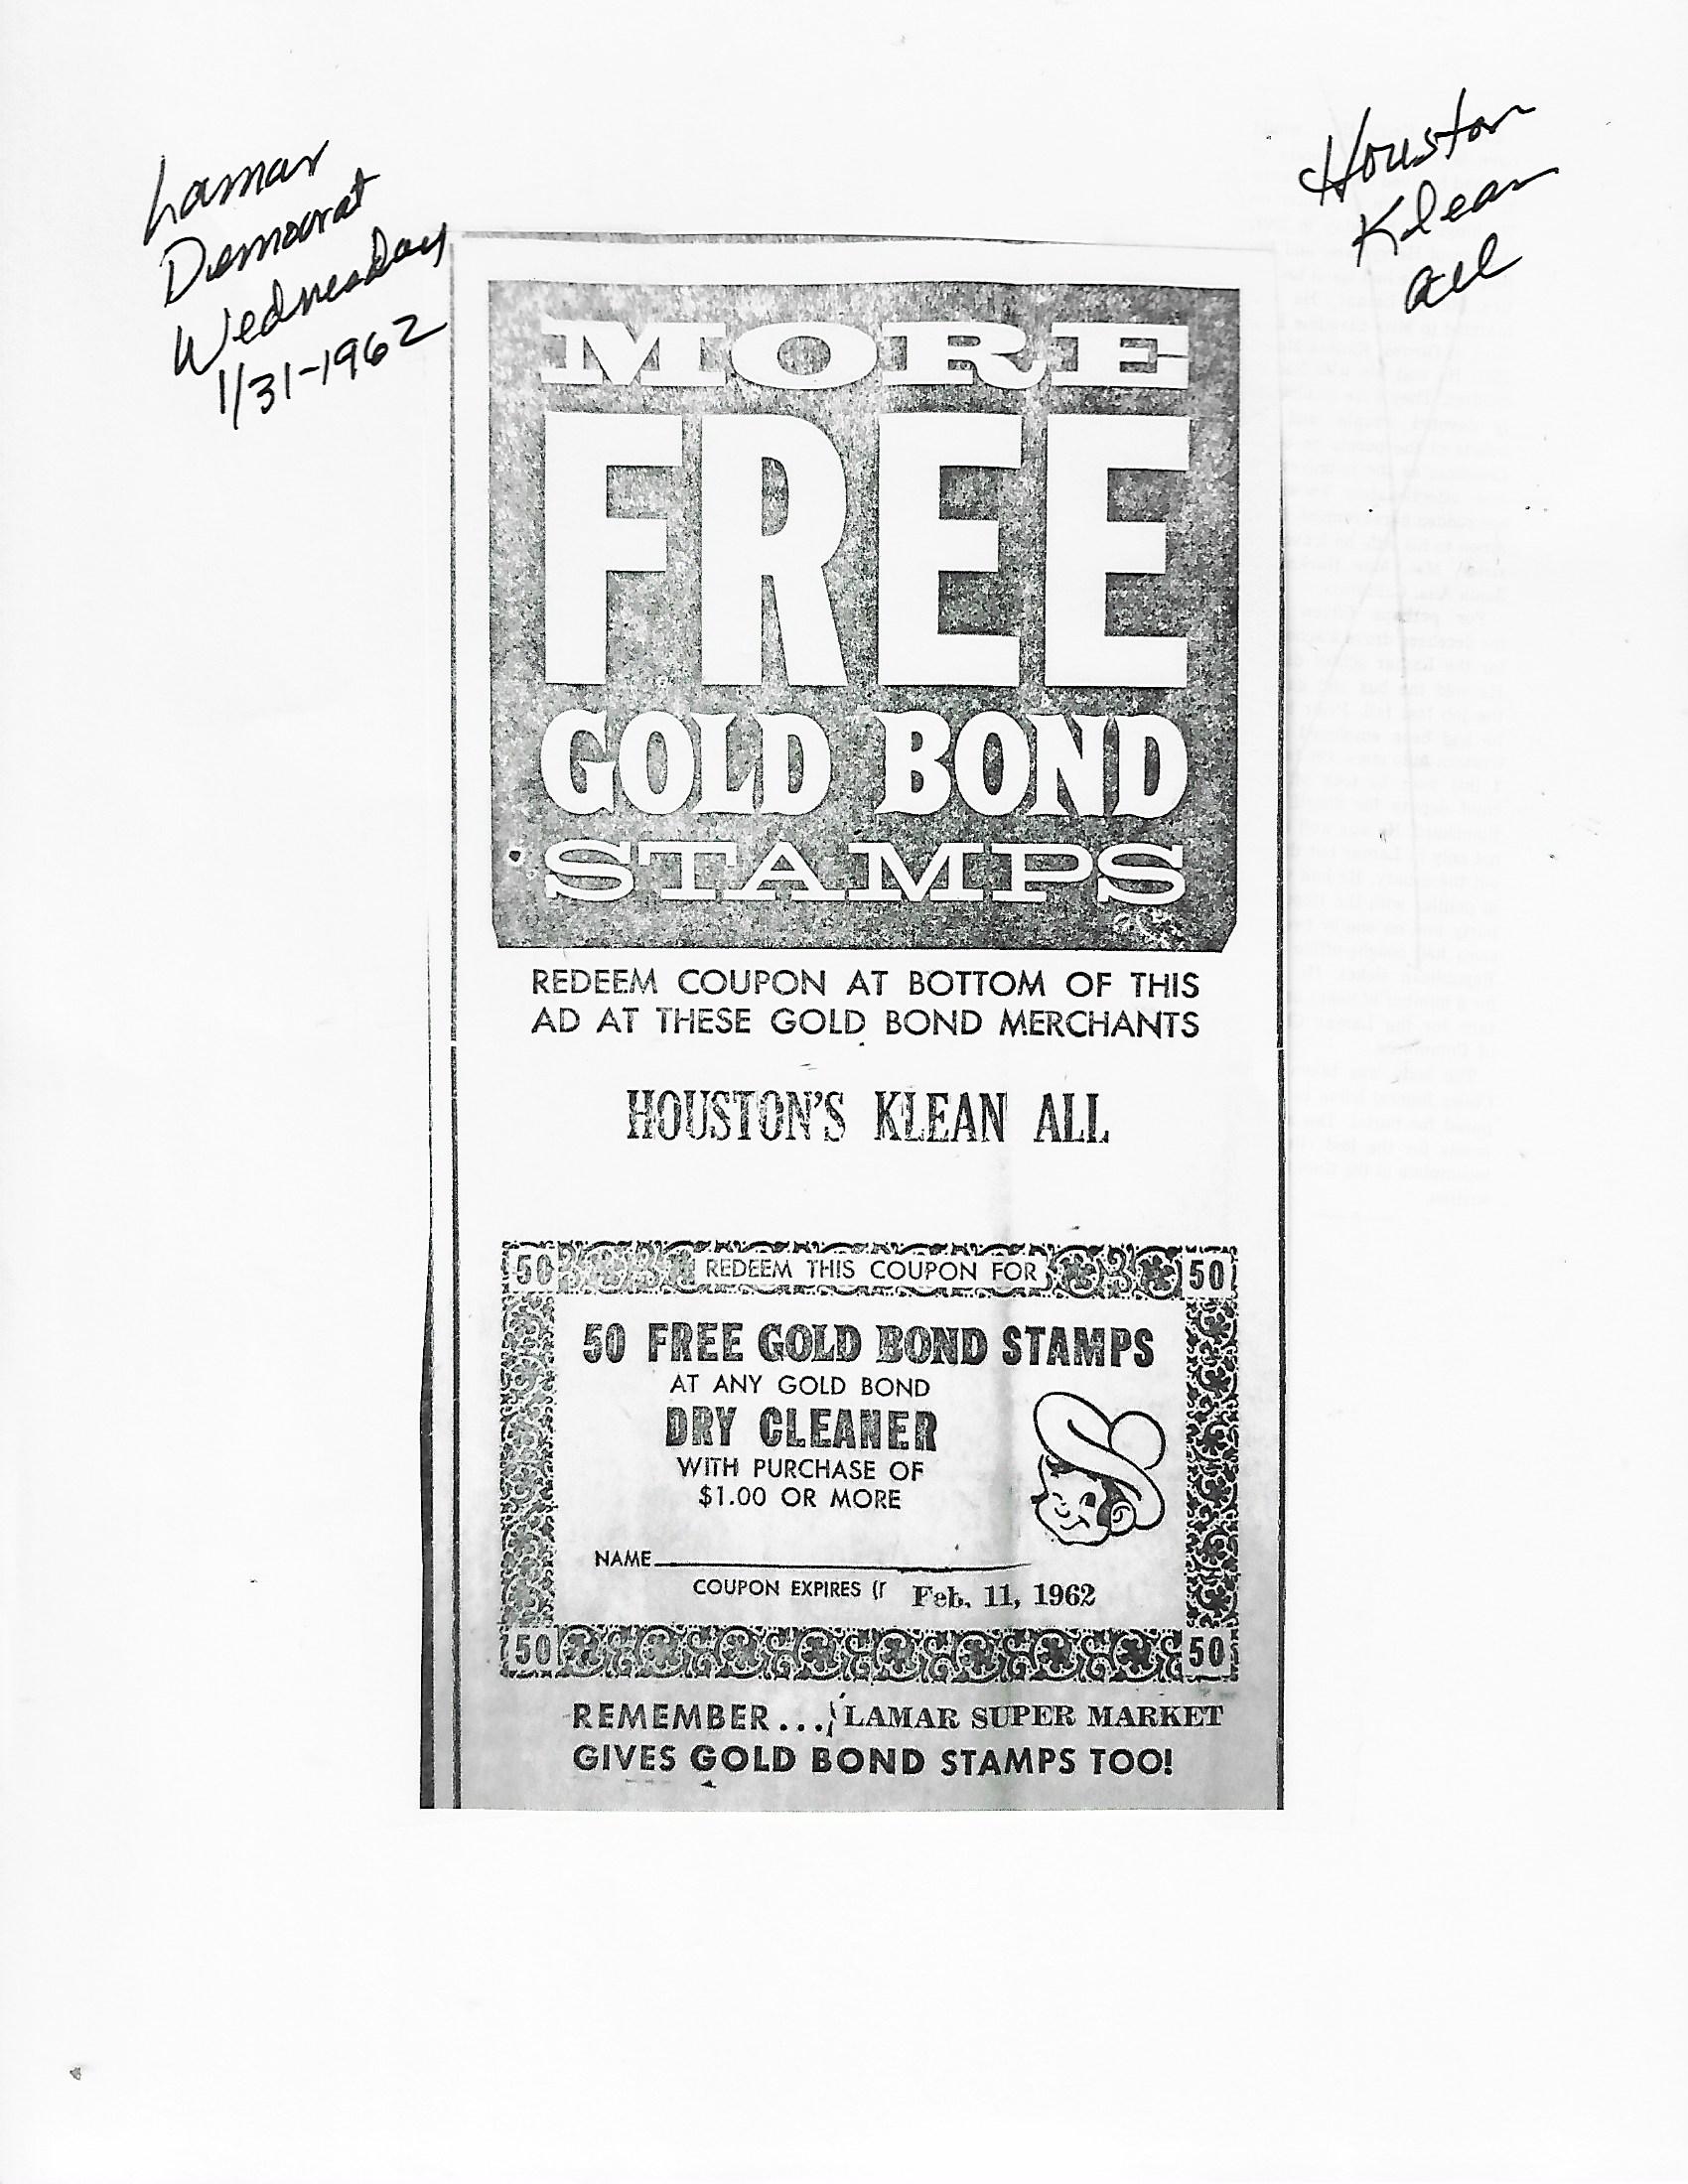 Lamar
Democrat
Wednesday
1/31-1962
Houston
Klean
All
MORE
FREE
GOLD BOND
STAMPS
REDEEM COUPON AT BOTTOM OF THIS
AD AT THESE GOLD BOND MERCHANTS
HOUSTON'S KLEAN ALL
50 REDEEM THIS COUPON FOR 50
50 FREE GOLD BOND STAMPS
AT ANY GOLD BOND
DRY CLEANER
WITH PURCHASE OF
$1.00 OR MORE
NAME
COUPON EXPIRES Feb. 11, 1962
50 50
REMEMBER... LAMAR SUPER MARKET
GIVES GOLD BOND STAMPS TOO!